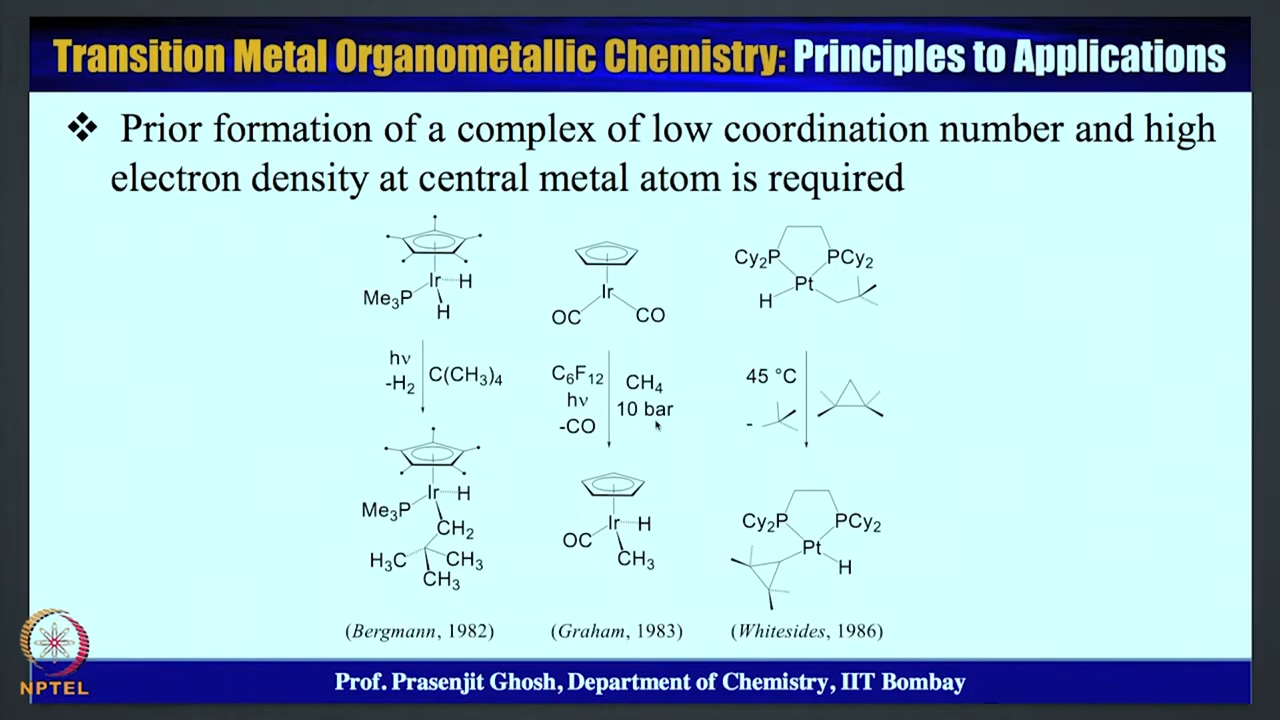 Transition Metal Organometallic Chemistry: Principles to Applications
❖ Prior formation of a complex of low coordination number and high
electron density at central metal atom is required
Ir
H
Me3P
H
hν
-H2
C(CH3)4
Ir
H
Me3P
CH2
H3C
CH3
CH3
(Bergmann, 1982)
Ir
OC
CO
C6F12
hν
-CO
CH4
10 bar
Ir
H
OC
CH3
(Graham, 1983)
Cy2P
PCy2
Pt
H
45 °C
-
Cy2P
PCy2
Pt
H
(Whitesides, 1986)
NPTEL
Prof. Prasenjit Ghosh, Department of Chemistry, IIT Bombay